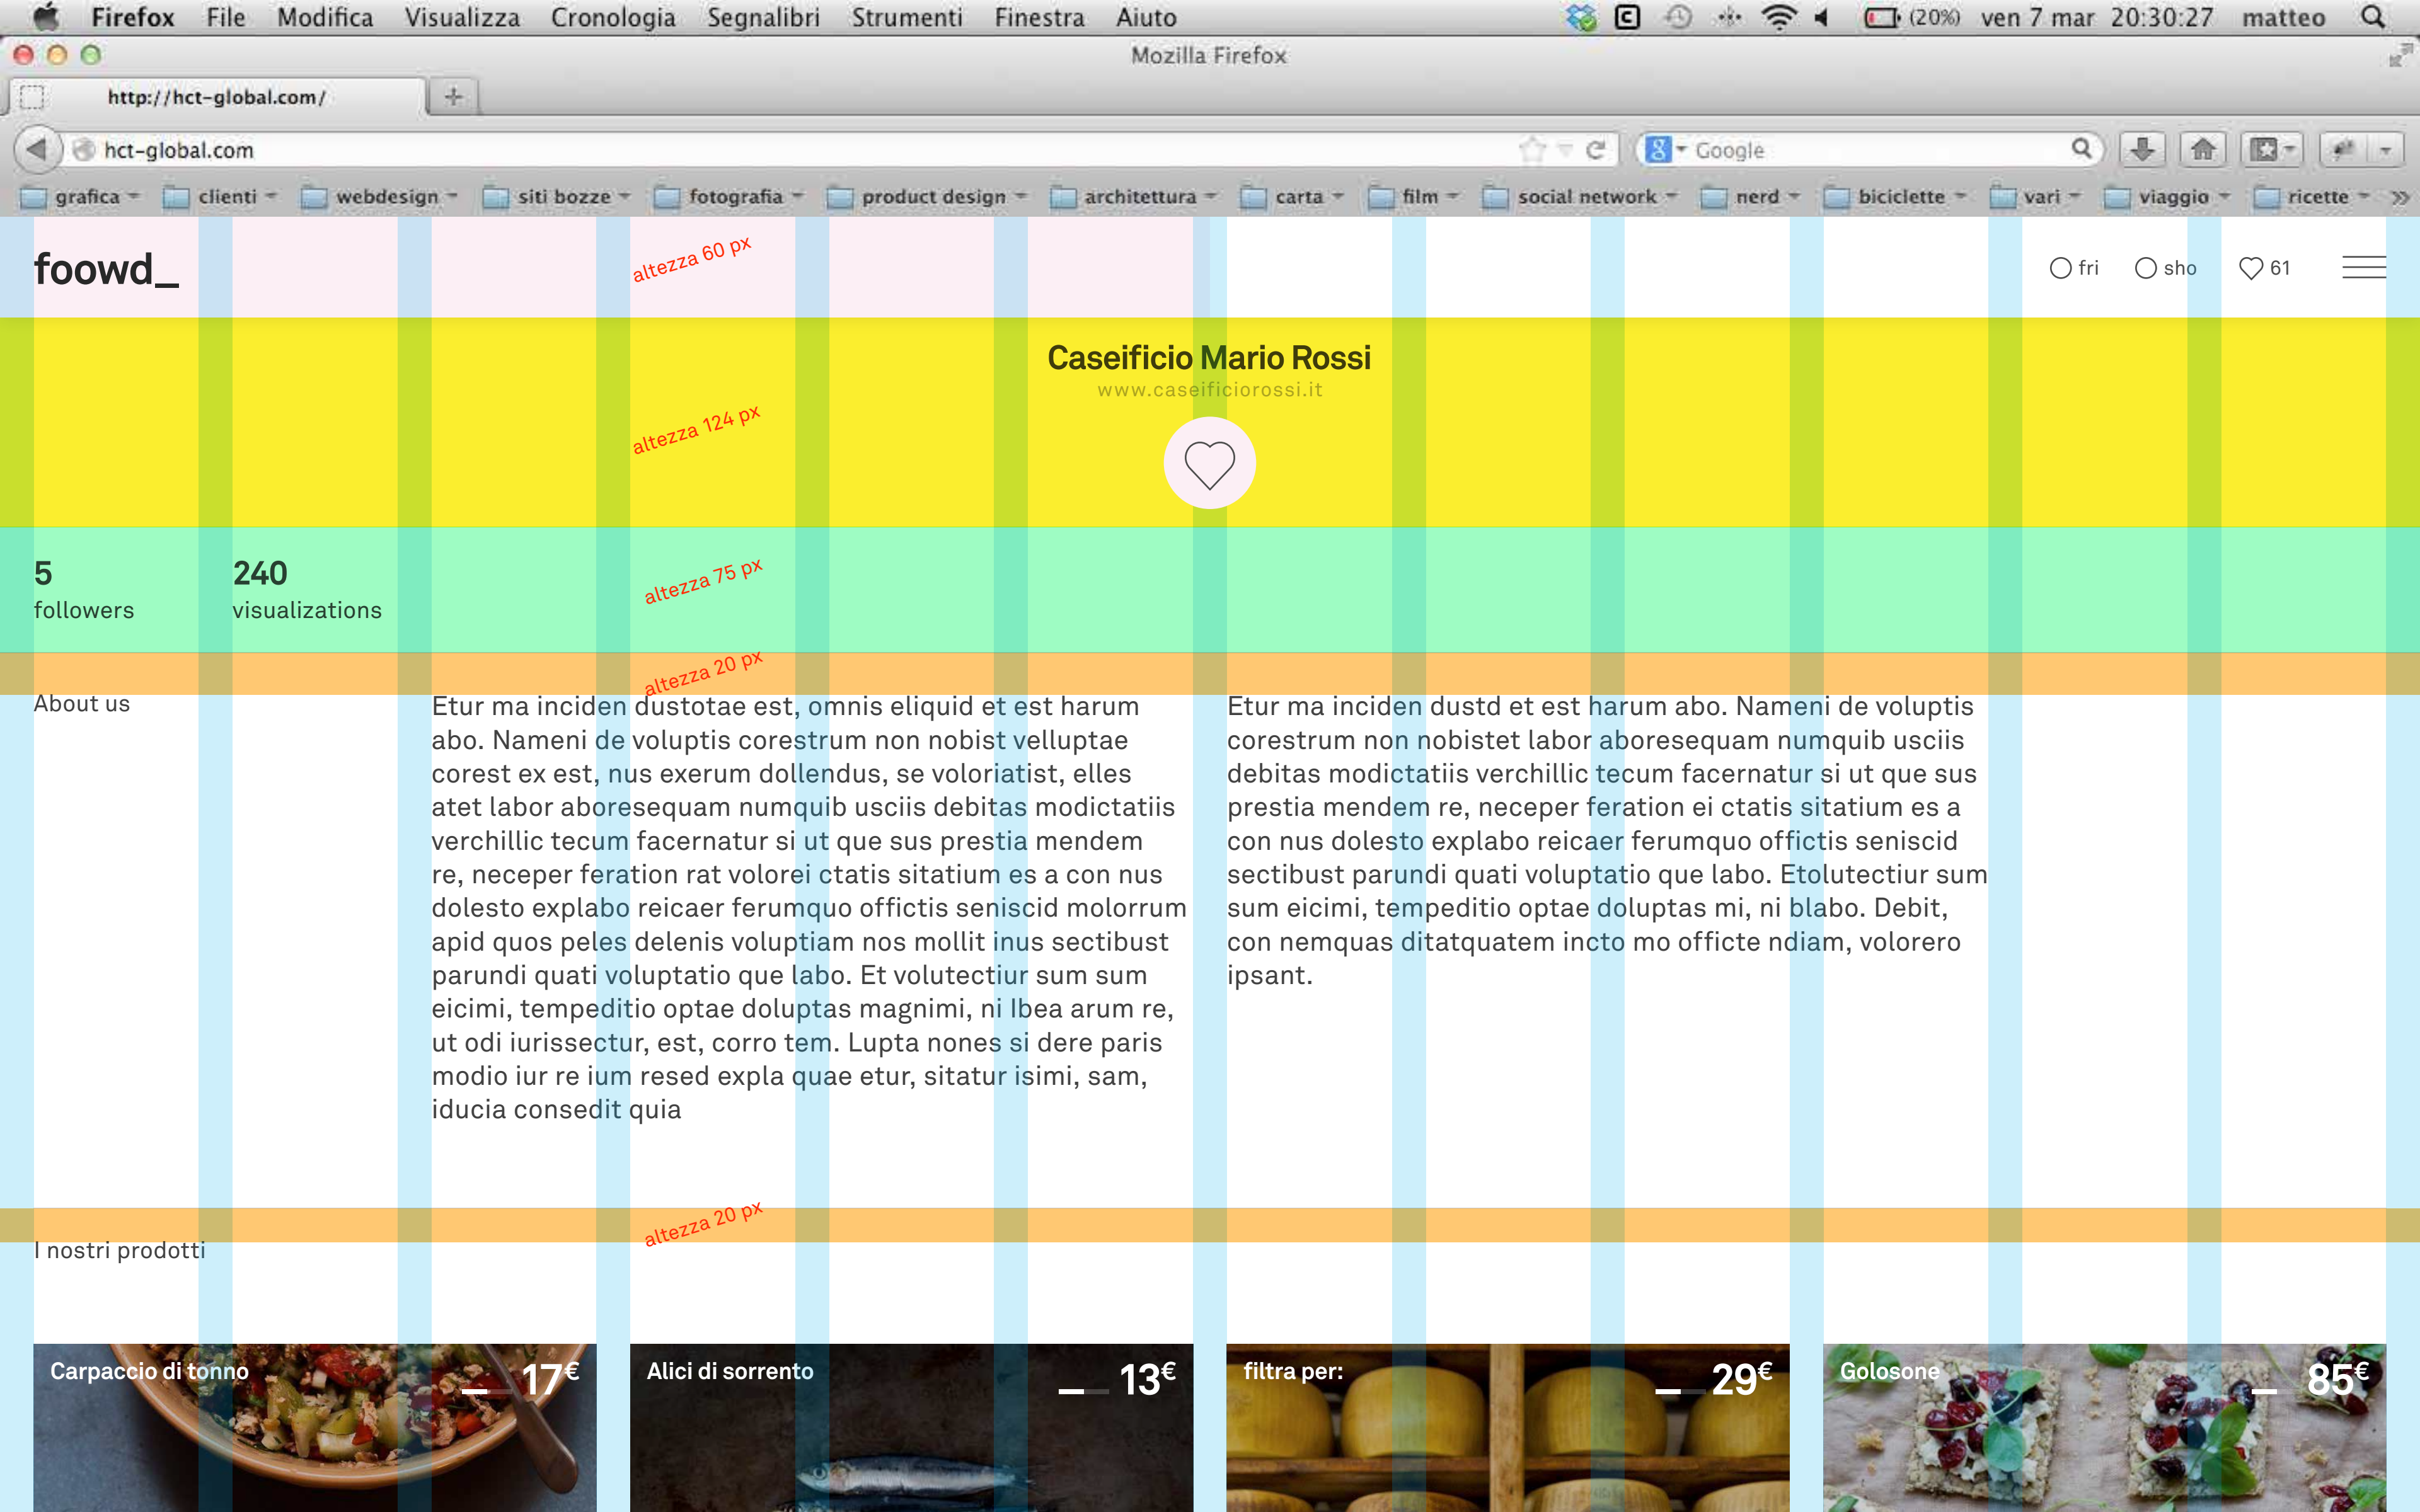 Firefox File Modifica Visualizza Cronologia Segnalibri Strumenti Finestra Aiuto (20%) ven 7 mar 20:30:27 matteo
Mozilla Firefox
http://hct-global.com/
hct-global.com Google
grafica clienti webdesign siti bozze fotografia product design architettura carta film social network nerd biciclette vari viaggio ricette
foowd_ altezza 60 px fri sho 61
Caseificio Mario Rossi
www.caseificiorossi.it
altezza 124 px
5 240
followers visualizations
altezza 75 px
altezza 20 px
About us
Etur ma inciden dustotae est, omnis eliquid et est harum
abo. Nameni de voluptis corestrum non nobist velluptae
corest ex est, nus exerum dollendus, se voloriatist, elles
atet labor aboresequam numquib usciis debitas modictatiis
verchillic tecum facernatur si ut que sus prestia mendem
re, neceper feration rat volorei ctatis sitatium es a con nus
dolesto explabo reicaer ferumquo offictis seniscid molorrum
apid quos peles delenis voluptiam nos mollit inus sectibust
parundi quati voluptatio que labo. Et volutectiur sum sum
eicimi, tempeditio optae doluptas magnimi, ni Ibea arum re,
ut odi iurissectur, est, corro tem. Lupta nones si dere paris
modio iur re ium resed expla quae etur, sitatur isimi, sam,
iducia consedit quia
Etur ma inciden dustd et est harum abo. Nameni de voluptis
corestrum non nobistet labor aboresequam numquib usciis
debitas modictatiis verchillic tecum facernatur si ut que sus
prestia mendem re, neceper feration ei ctatis sitatium es a
con nus dolesto explabo reicaer ferumquo offictis seniscid
sectibust parundi quati voluptatio que labo. Etolutectiur sum
sum eicimi, tempeditio optae doluptas mi, ni blabo. Debit,
con nemquas ditatquatem incto mo officte ndiam, volorero
ipsant.
altezza 20 px
I nostri prodotti
Carpaccio di tonno 17€
Alici di sorrento 13€
filtra per: 29€
Golosone 85€